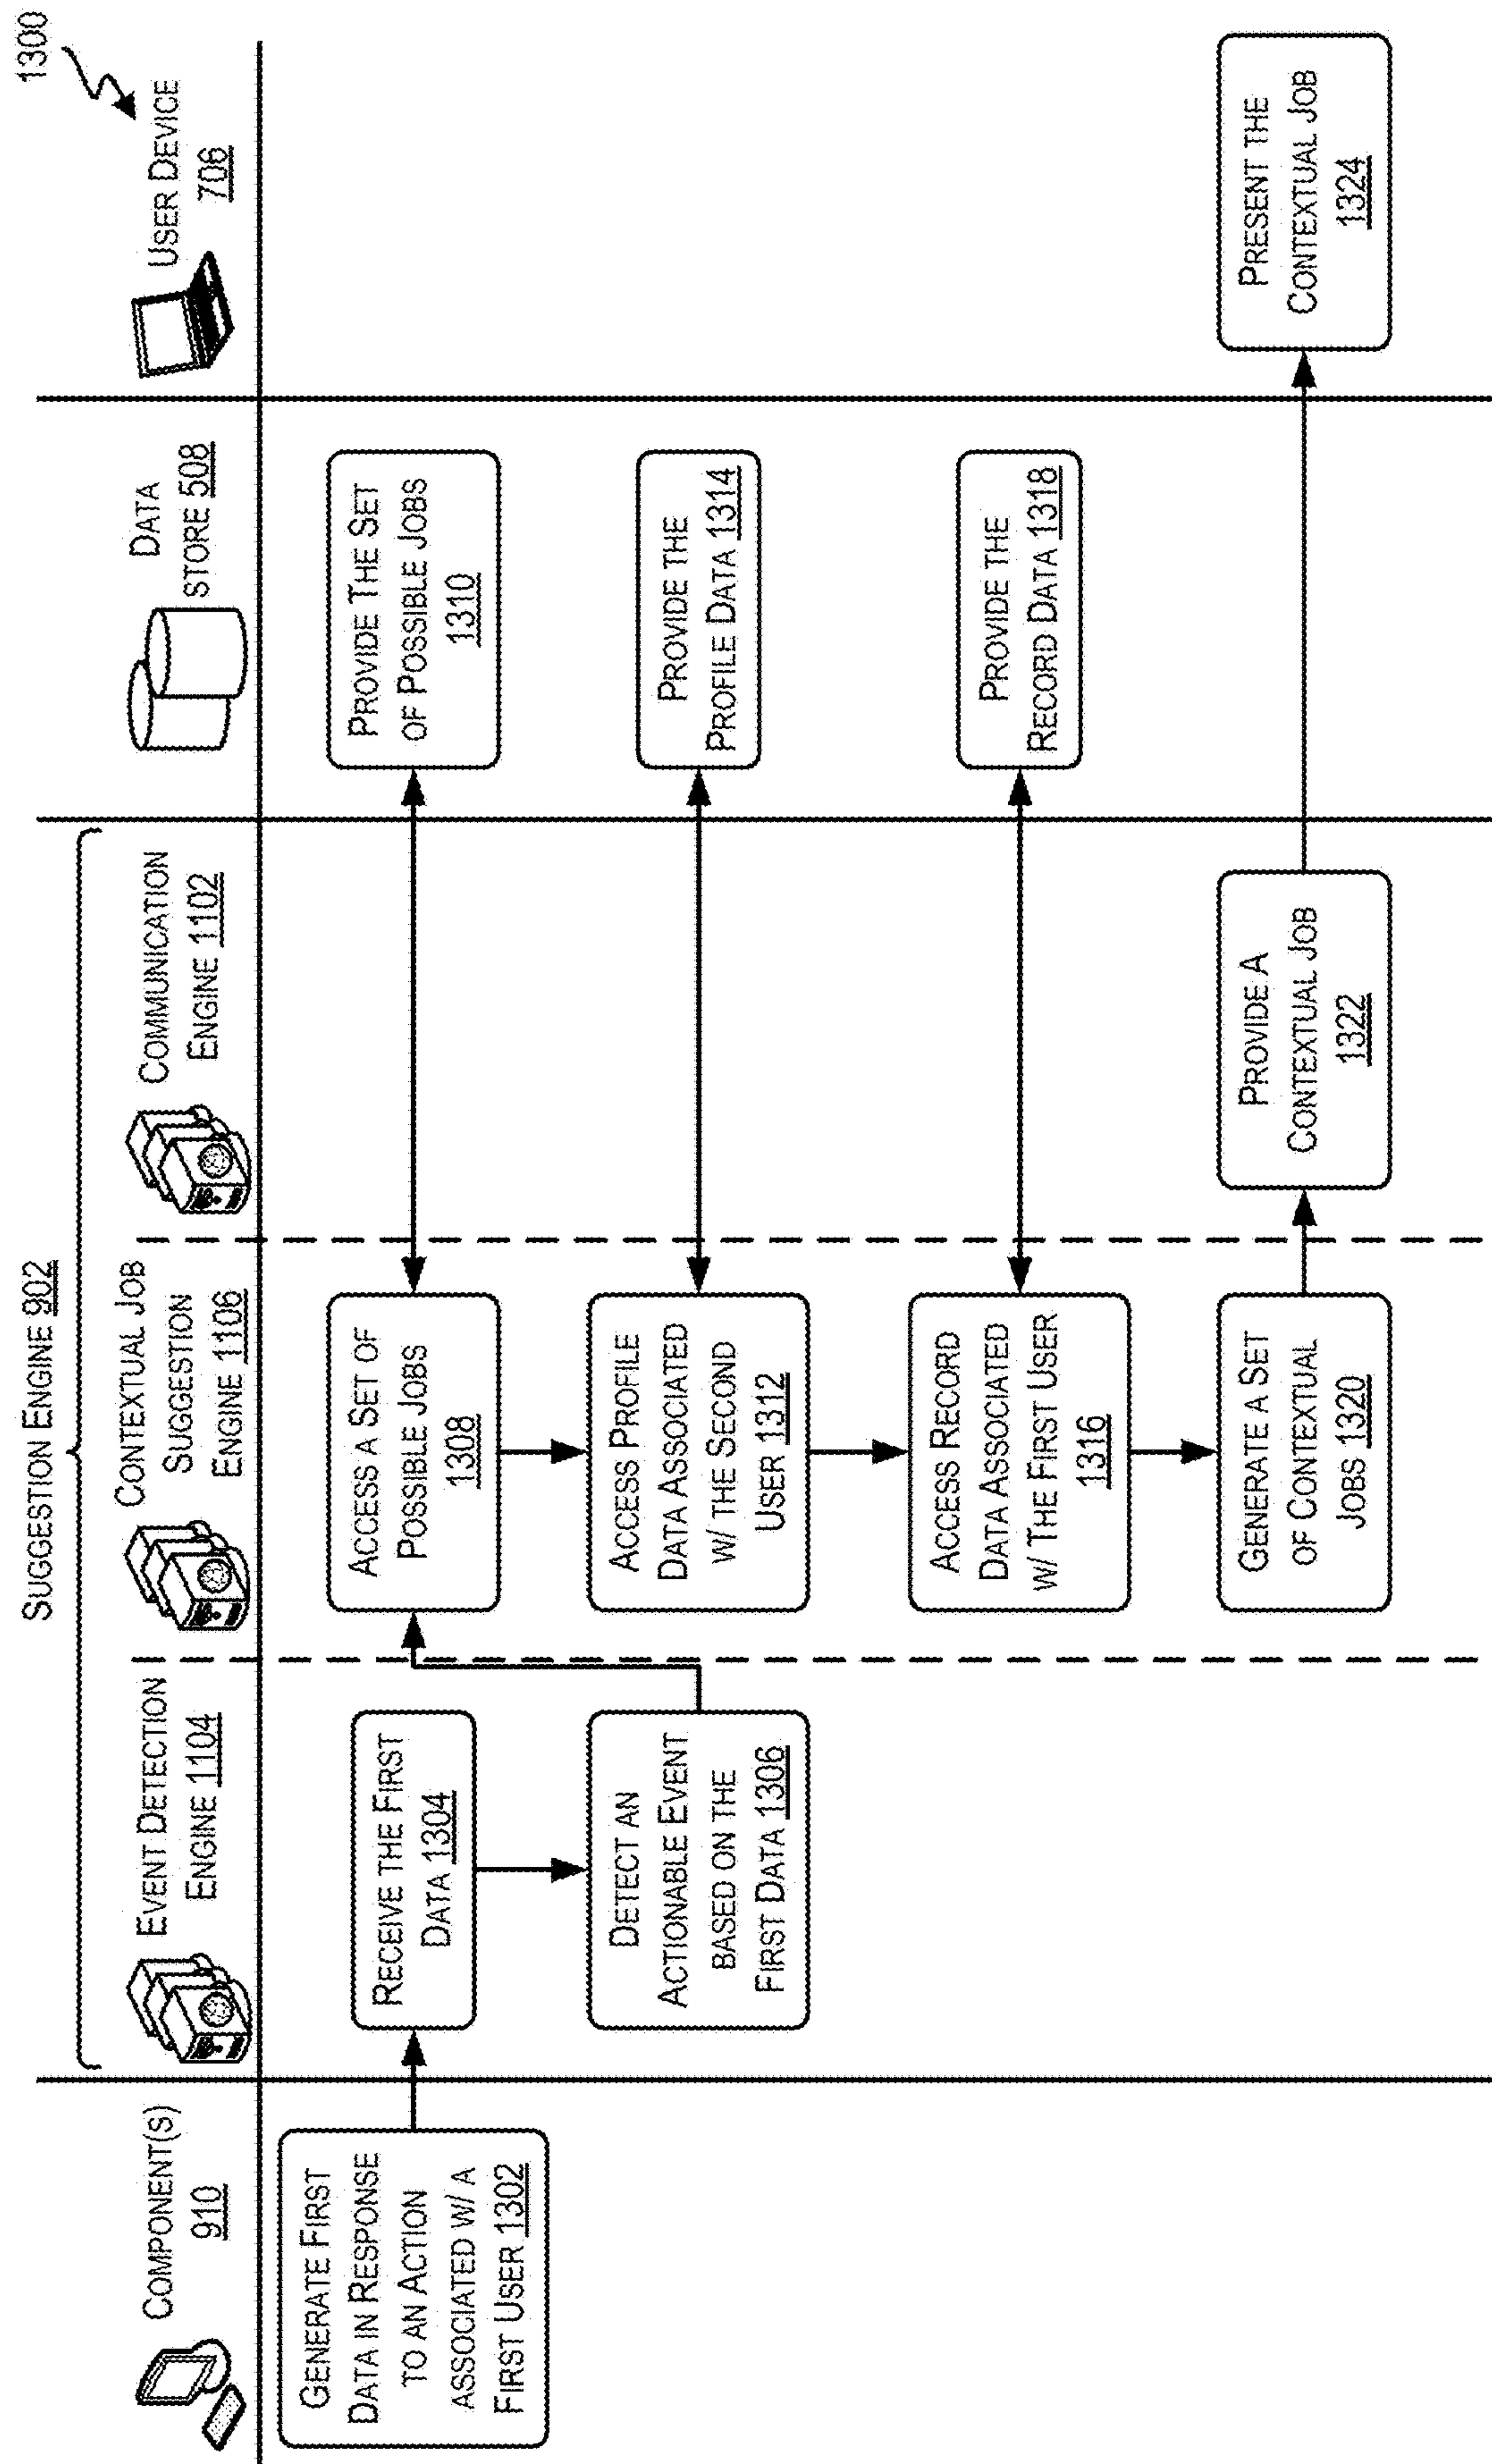 1300
SUGGESTION ENGINE 902
COMPONENT(S)
910
EVENT DETECTION
ENGINE 1104
CONTEXTUAL JOB
SUGGESTION
ENGINE 1106
COMMUNICATION
ENGINE 1102
DATA
STORE 508
USER DEVICE
706
GENERATE FIRST
DATA IN RESPONSE
TO AN ACTION
ASSOCIATED W/ A
FIRST USER 1302
RECEIVE THE FIRST
DATA 1304
DETECT AN
ACTIONABLE EVENT
BASED ON THE
FIRST DATA 1306
ACCESS A SET OF
POSSIBLE JOBS
1308
PROVIDE THE SET
OF POSSIBLE JOBS
1310
ACCESS PROFILE
DATA ASSOCIATED
W/ THE SECOND
USER 1312
PROVIDE THE
PROFILE DATA 1314
ACCESS RECORD
DATA ASSOCIATED
W/ THE FIRST USER
1316
PROVIDE THE
RECORD DATA 1318
GENERATE A SET
OF CONTEXTUAL
JOBS 1320
PROVIDE A
CONTEXTUAL JOB
1322
PRESENT THE
CONTEXTUAL JOB
1324